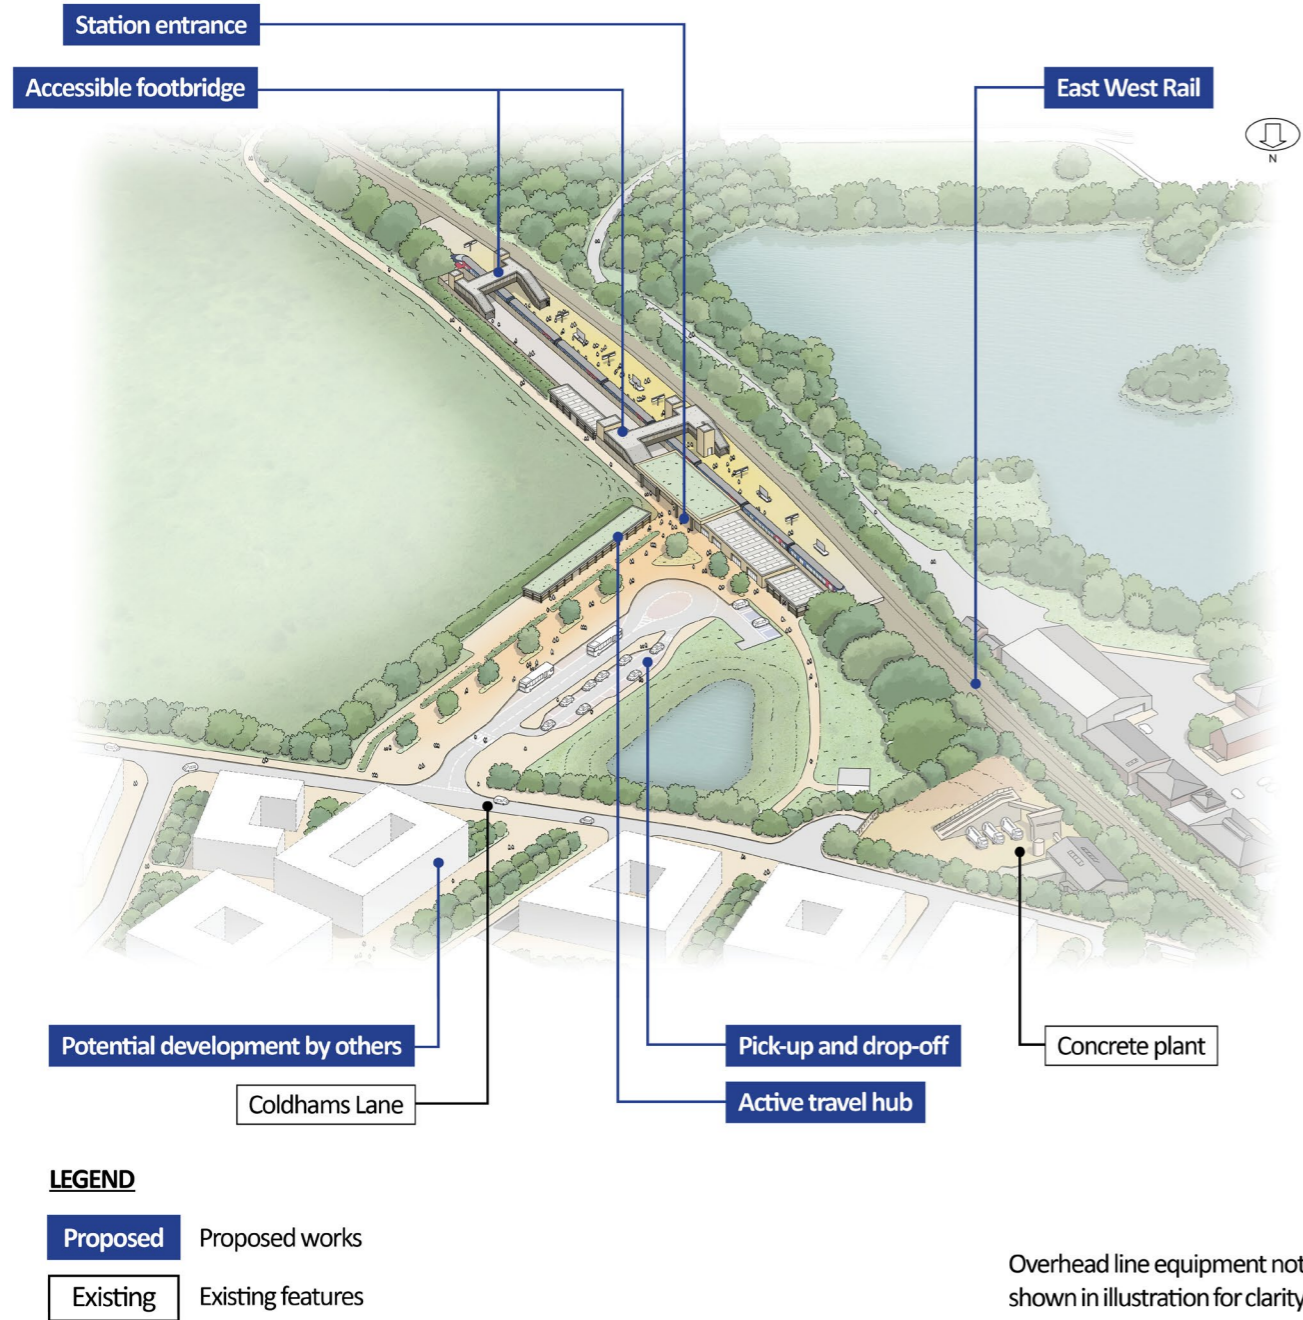 Station entrance
Accessible footbridge
East West Rail
N
Potential development by others
Pick-up and drop-off
Concrete plant
Coldhams Lane
Active travel hub
LEGEND
Proposed Proposed works
Existing Existing features
Overhead line equipment not
shown in illustration for clarity